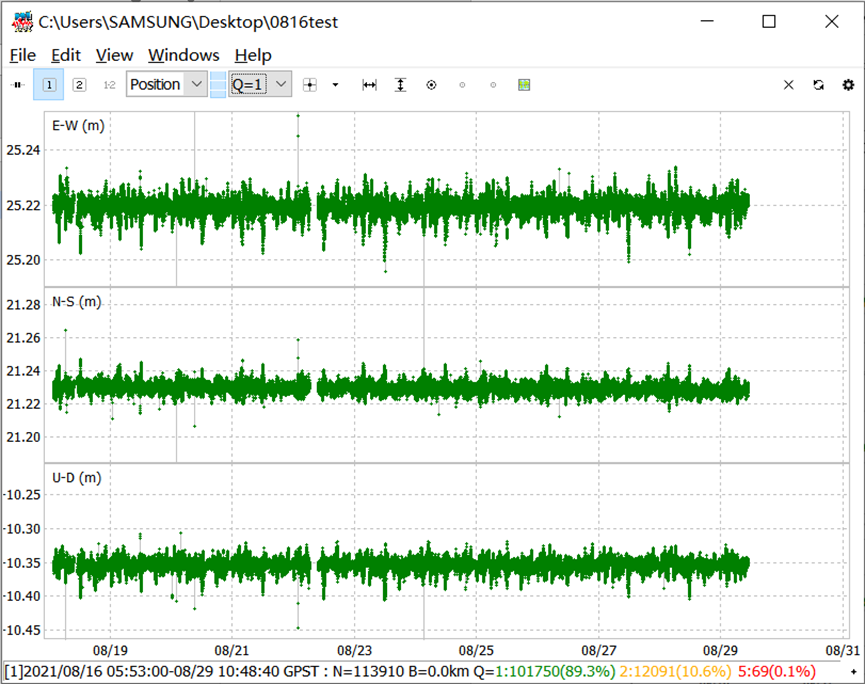 C:\Users\SAMSUNG\Desktop\0816test
File Edit View Windows Help
1 2 1-2 Position Q=1
E-W (m)
25.24
25.22
25.20
N-S (m)
21.28
21.26
21.24
21.22
21.20
U-D (m)
-10.25
-10.30
-10.35
-10.40
-10.45
08/19 08/21 08/23 08/25 08/27 08/29 08/31
[1]2021/08/16 05:53:00-08/29 10:48:40 GPST : N=113910 B=0.0km Q=1:101750(89.3%) 2:12091(10.6%) 5:69(0.1%)